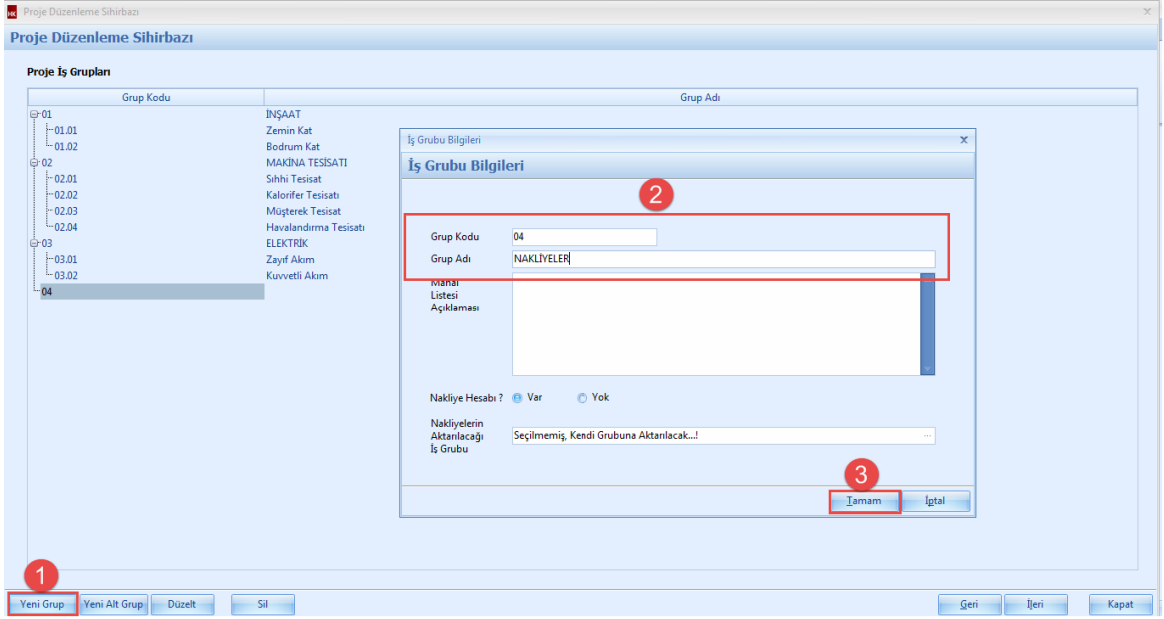 HK Proje Düzenleme Sihirbazı x
Proje Düzenleme Sihirbazı
Proje İş Grupları
Grup Kodu Grup Adı
01 İNŞAAT
01.01 Zemin Kat
01.02 Bodrum Kat
02 MAKİNA TESİSATI
02.01 Sıhhi Tesisat
02.02 Kalorifer Tesisatı
02.03 Müşterek Tesisat
02.04 Havalandırma Tesisatı
03 ELEKTRİK
03.01 Zayıf Akım
03.02 Kuvvetli Akım
04
İş Grubu Bilgileri x
İş Grubu Bilgileri
2
Grup Kodu 04
Grup Adı NAKLİYELER
Mahal
Listesi
Açıklaması
Nakliye Hesabı ? Var Yok
Nakliyelerin
Aktarılacağı
İş Grubu
Seçilmemiş, Kendi Grubuna Aktarılacak...! ...
3
Tamam İptal
1
Yeni Grup Yeni Alt Grup Düzelt Sil Geri İleri Kapat